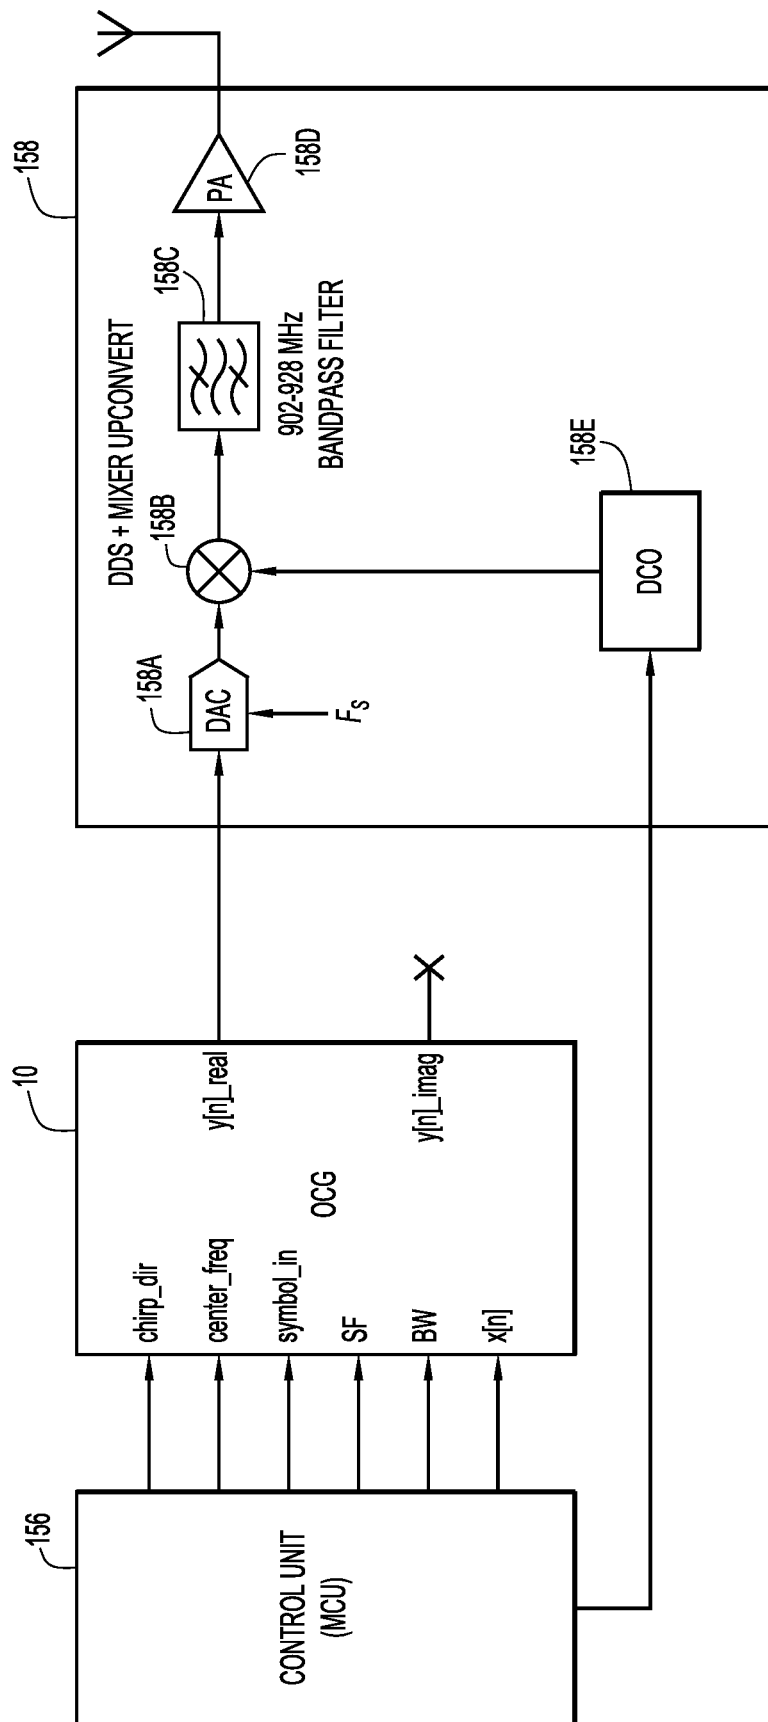 156
CONTROL UNIT
(MCU)
10
chirp_dir
center_freq
symbol_in
SF
BW
x[n]
OCG
y[n]_real
y[n]_imag
158
DDS + MIXER UPCONVERT
158A
DAC
Fs
158B
158C
902-928 MHz
BANDPASS FILTER
PA
158D
158E
DCO